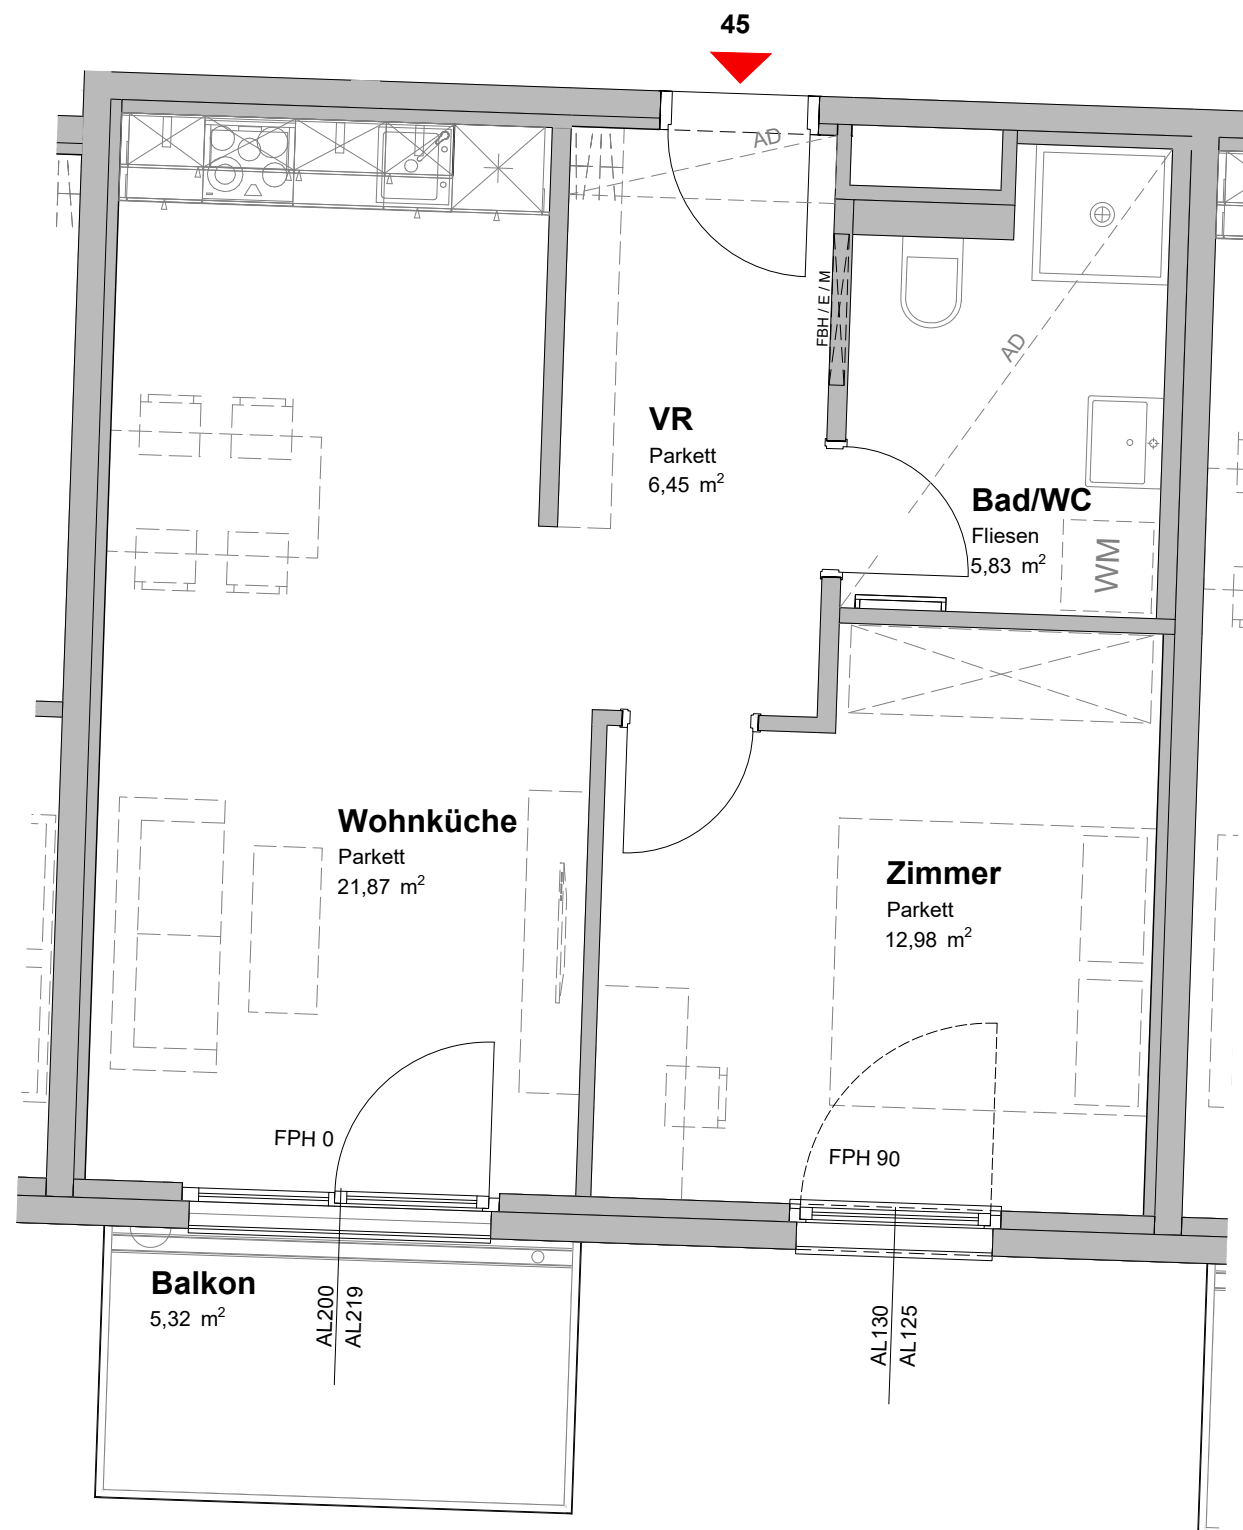 45
AD
FBH / E / M
AD
VR
Parkett
6,45 m²
Bad/WC
Fliesen
5,83 m²
WM
Wohnküche
Parkett
21,87 m²
Zimmer
Parkett
12,98 m²
FPH 0
FPH 90
Balkon
5,32 m²
AL200
AL219
AL130
AL125